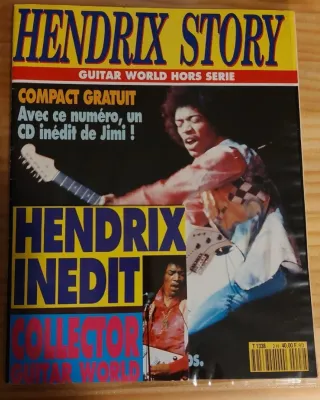 HENDRIX STORY
GUITAR WORLD HORS SERIE
COMPACT GRATUIT
Avec ce numéro, un
CD inédit de Jimi !
HENDRIX
INEDIT
COLLECTOR
GUITAR WORLD
os.